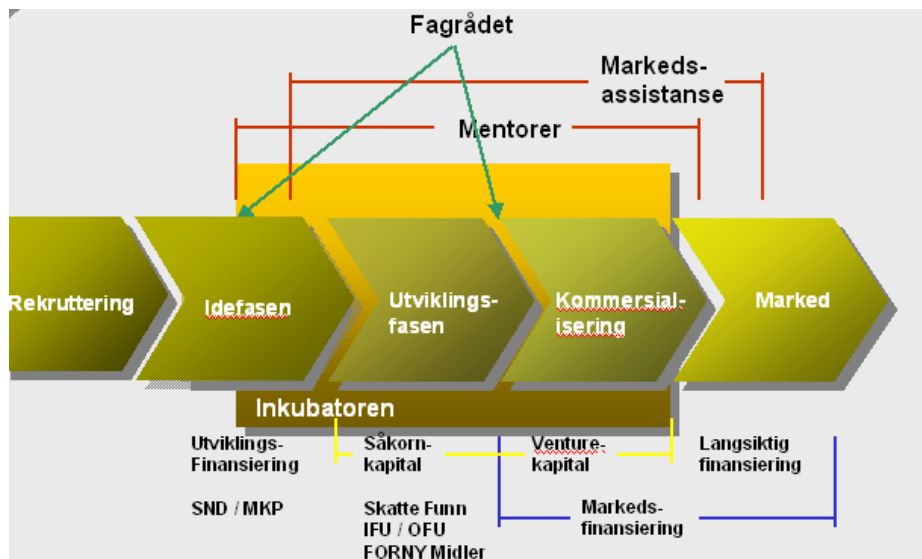 Fagrådet
Markeds-
assistanse
Mentorer
Rekruttering
Idefasen
Utviklings-
fasen
Kommersial-
isering
Marked
Inkubatoren
Utviklings-
Finansiering
SND / MKP
Såkorn-
kapital
Skatte Funn
IFU / OFU
FORNY Midler
Venture-
kapital
Langsiktig
finansiering
Markeds-
finansiering